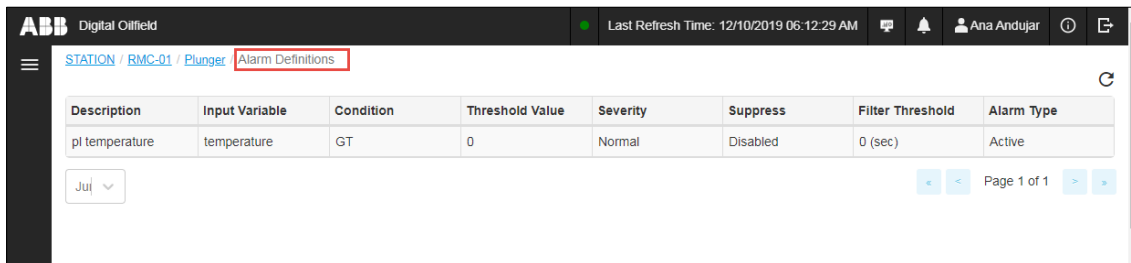 ABB Digital Oilfield Last Refresh Time: 12/10/2019 06:12:29 AM Ana Andujar
STATION / RMC-01 / Plunger / Alarm Definitions
Description Input Variable Condition Threshold Value Severity Suppress Filter Threshold Alarm Type
pl temperature temperature GT 0 Normal Disabled 0 (sec) Active
« < Page 1 of 1 > »